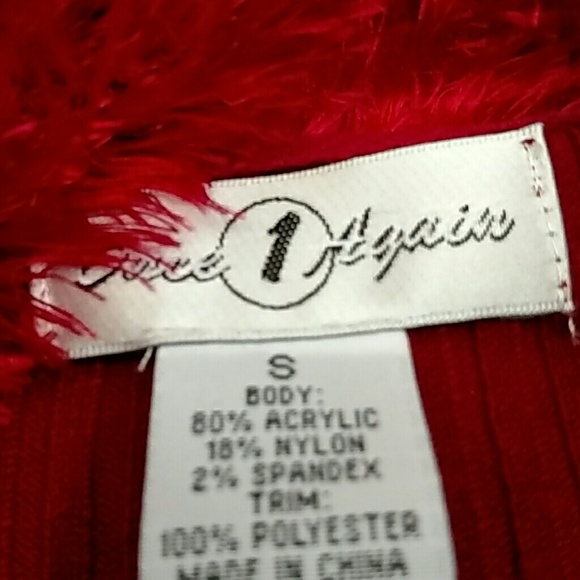 Once 1 Again
S
BODY:
80% ACRYLIC
18% NYLON
2% SPANDEX
TRIM:
100% POLYESTER
MADE IN CHINA